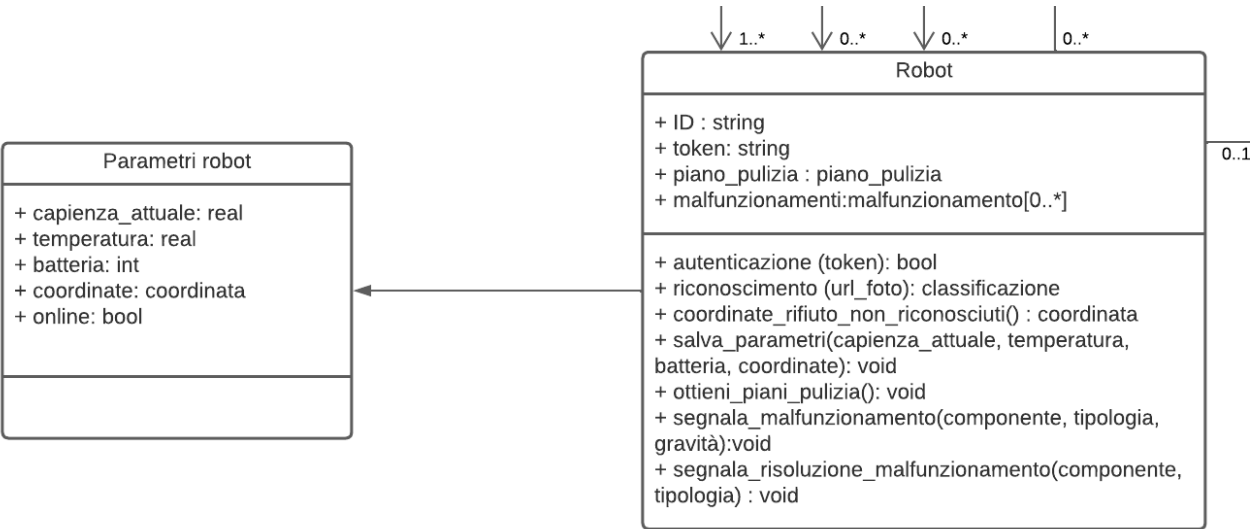 1..*
0..*
0..*
0..*
Robot
+ ID : string
+ token: string
+ piano_pulizia : piano_pulizia
+ malfunzionamenti:malfunzionamento[0..*]
0..1
+ autenticazione (token): bool
+ riconoscimento (url_foto): classificazione
+ coordinate_rifiuto_non_riconosciuti() : coordinata
+ salva_parametri(capienza_attuale, temperatura,
batteria, coordinate): void
+ ottieni_piani_pulizia(): void
+ segnala_malfunzionamento(componente, tipologia,
gravità):void
+ segnala_risoluzione_malfunzionamento(componente,
tipologia) : void
Parametri robot
+ capienza_attuale: real
+ temperatura: real
+ batteria: int
+ coordinate: coordinata
+ online: bool